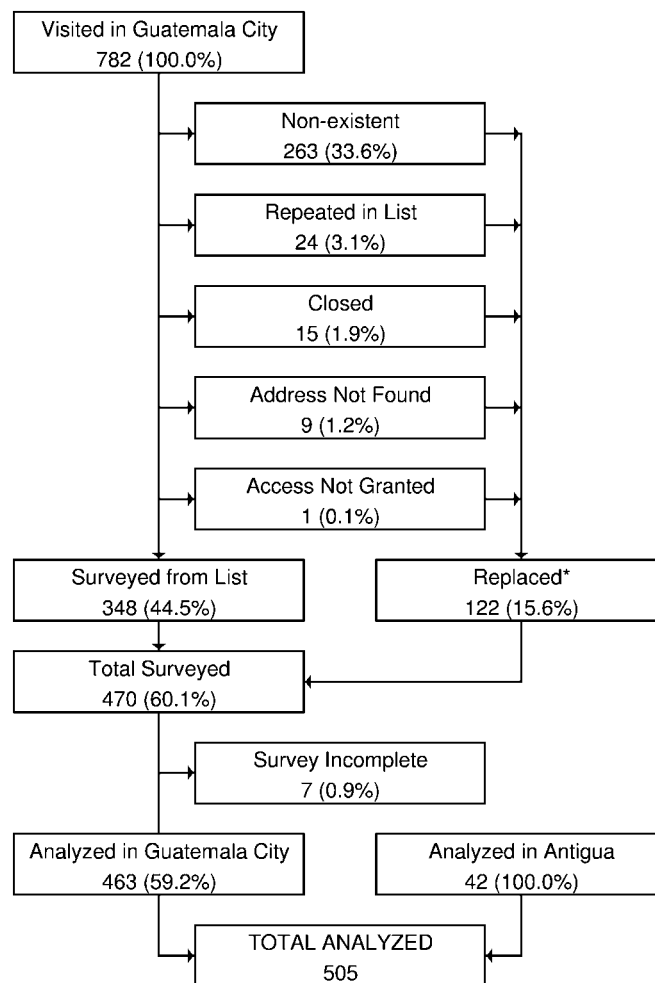 Visited in Guatemala City
782 (100.0%)
Non-existent
263 (33.6%)
Repeated in List
24 (3.1%)
Closed
15 (1.9%)
Address Not Found
9 (1.2%)
Access Not Granted
1 (0.1%)
Surveyed from List
348 (44.5%)
Replaced*
122 (15.6%)
Total Surveyed
470 (60.1%)
Survey Incomplete
7 (0.9%)
Analyzed in Guatemala City
463 (59.2%)
Analyzed in Antigua
42 (100.0%)
TOTAL ANALYZED
505